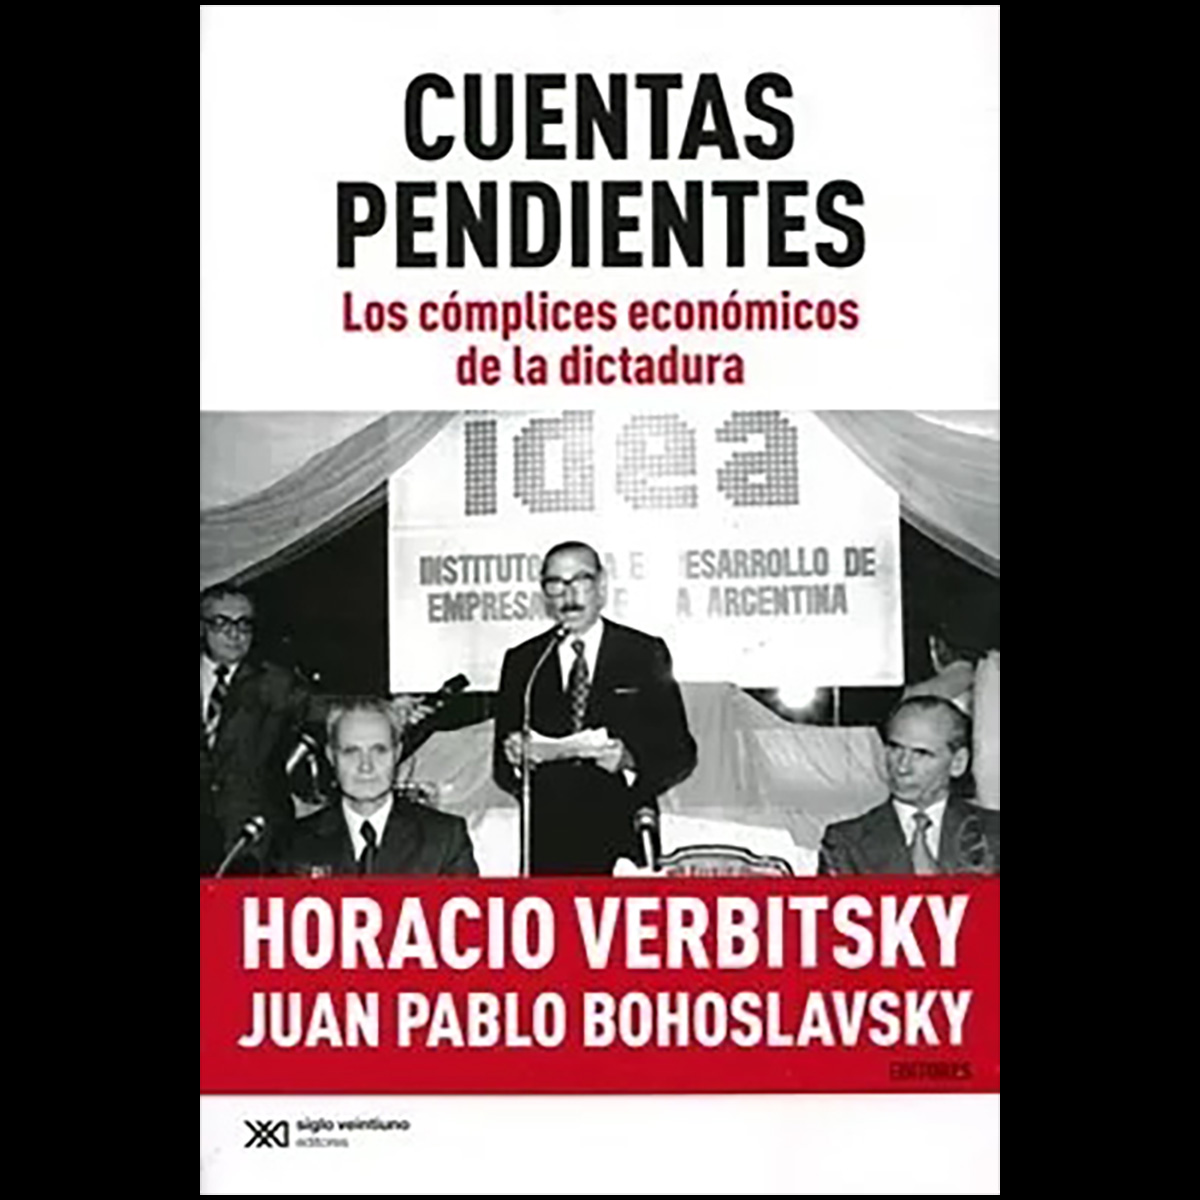 CUENTAS
PENDIENTES
Los cómplices económicos
de la dictadura
idea
INSTITUTO ESARROLLO DE
EMPRESA A ARGENTINA
HORACIO VERBITSKY
JUAN PABLO BOHOSLAVSKY
EDITORES
siglo veintiuno
editores